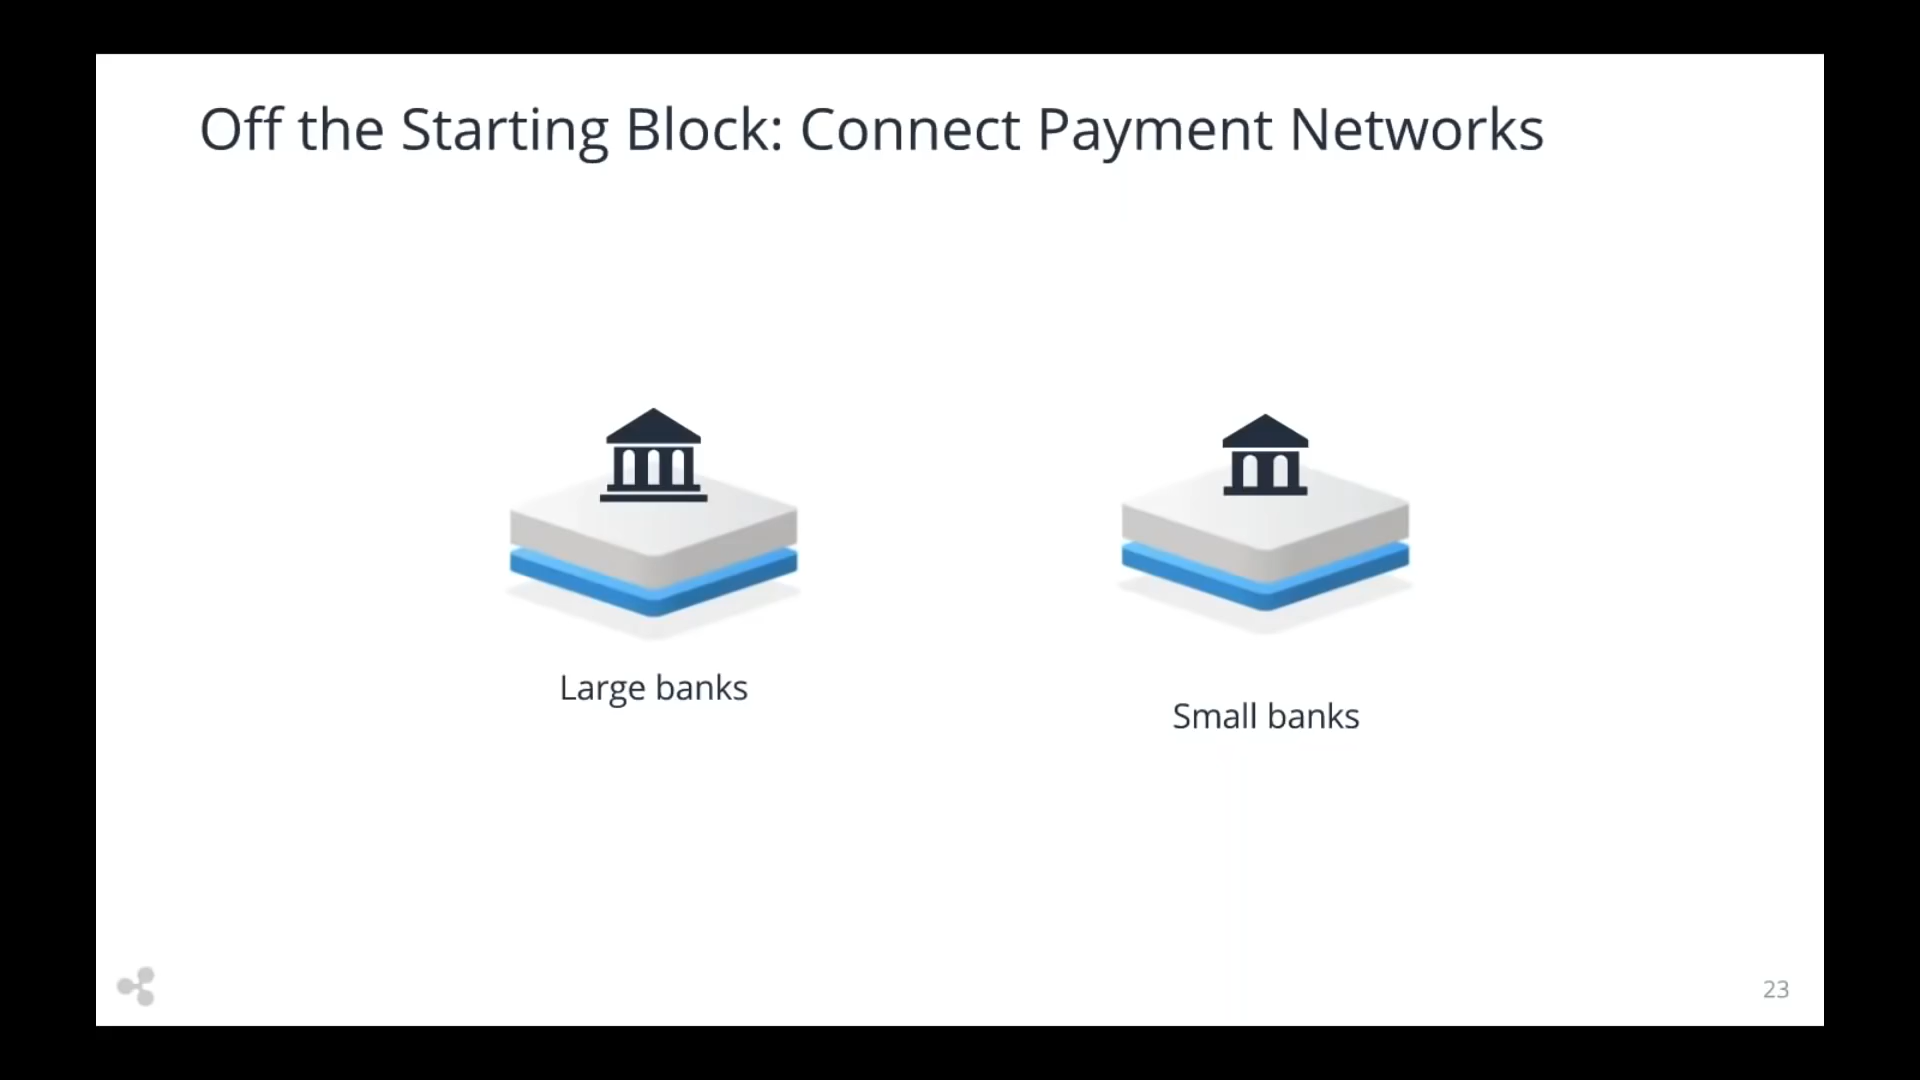 Off the Starting Block: Connect Payment Networks
Large banks
Small banks
23